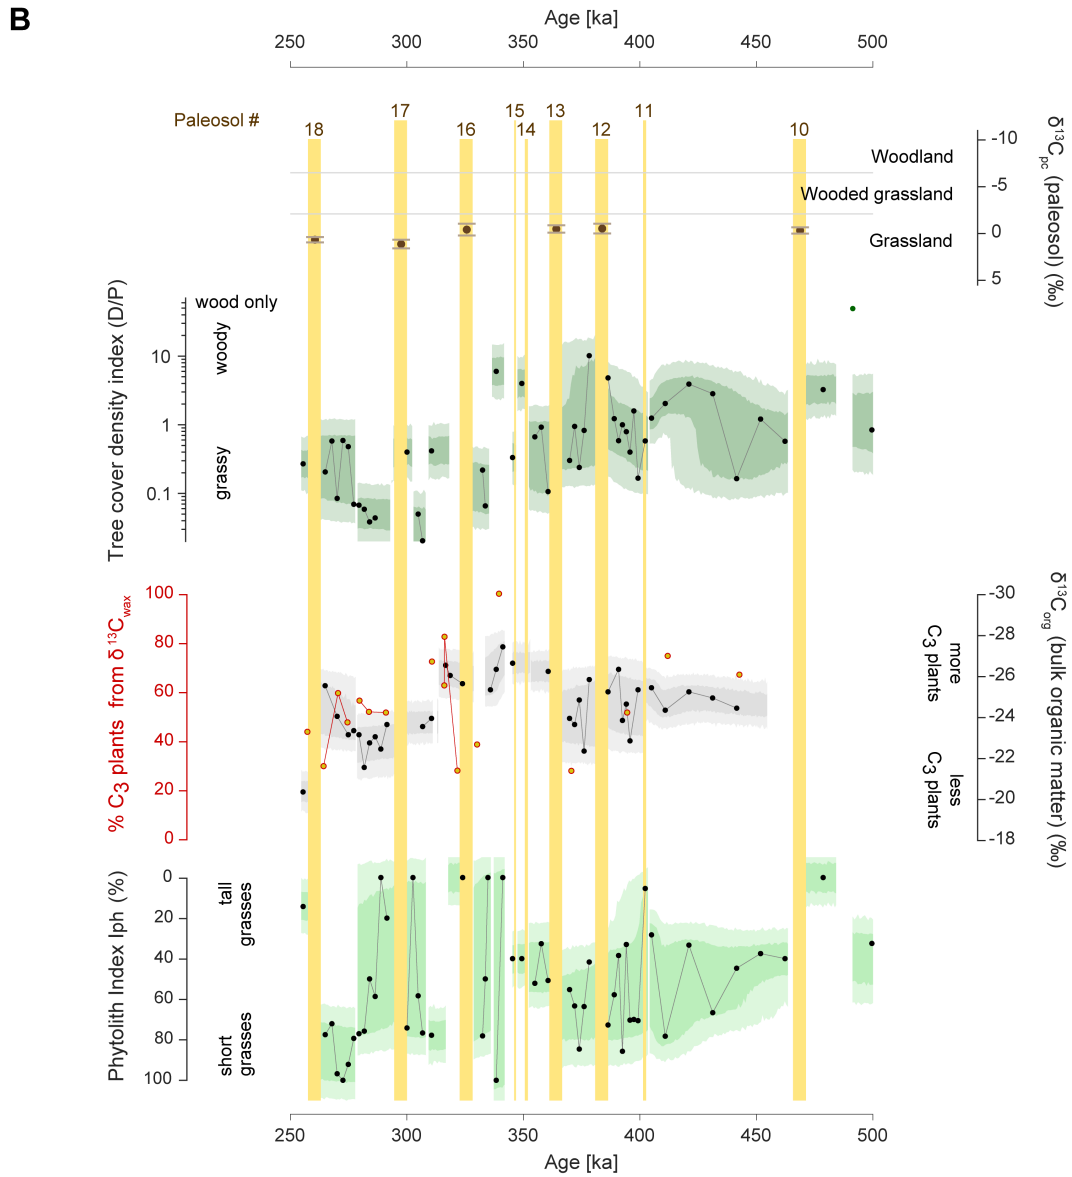 B
Age [ka]
250 300 350 400 450 500
Paleosol #
18 17 16 15 14 13 12 11 10
-10
-5
0
5
δ13Cpc (paleosol) (‰)
Woodland
Wooded grassland
Grassland
Tree cover density index (D/P)
10
1
0.1
wood only
woody
grassy
% C3 plants from δ13Cwax
100
80
60
40
20
0
-30
-28
-26
-24
-22
-20
-18
δ13Corg (bulk organic matter) (‰)
more
C3 plants
less
C3 plants
Phytolith Index Iph (%)
0
20
40
60
80
100
tall
grasses
short
grasses
250 300 350 400 450 500
Age [ka]